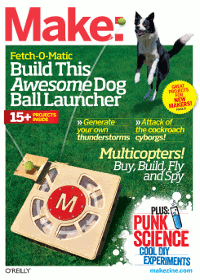 Make:
Fetch-O-Matic
Build This
Awesome Dog
Ball Launcher
15+ PROJECTS
INSIDE
» Generate
your own
thunderstorms
» Attack of
the cockroach
cyborgs!
GREAT
PROJECTS
FOR
NEW
MAKERS!
Multicopters!
Buy, Build, Fly
and Spy
M
PLUS:
PUNK
SCIENCE
COOL DIY
EXPERIMENTS
O'REILLY
makezine.com